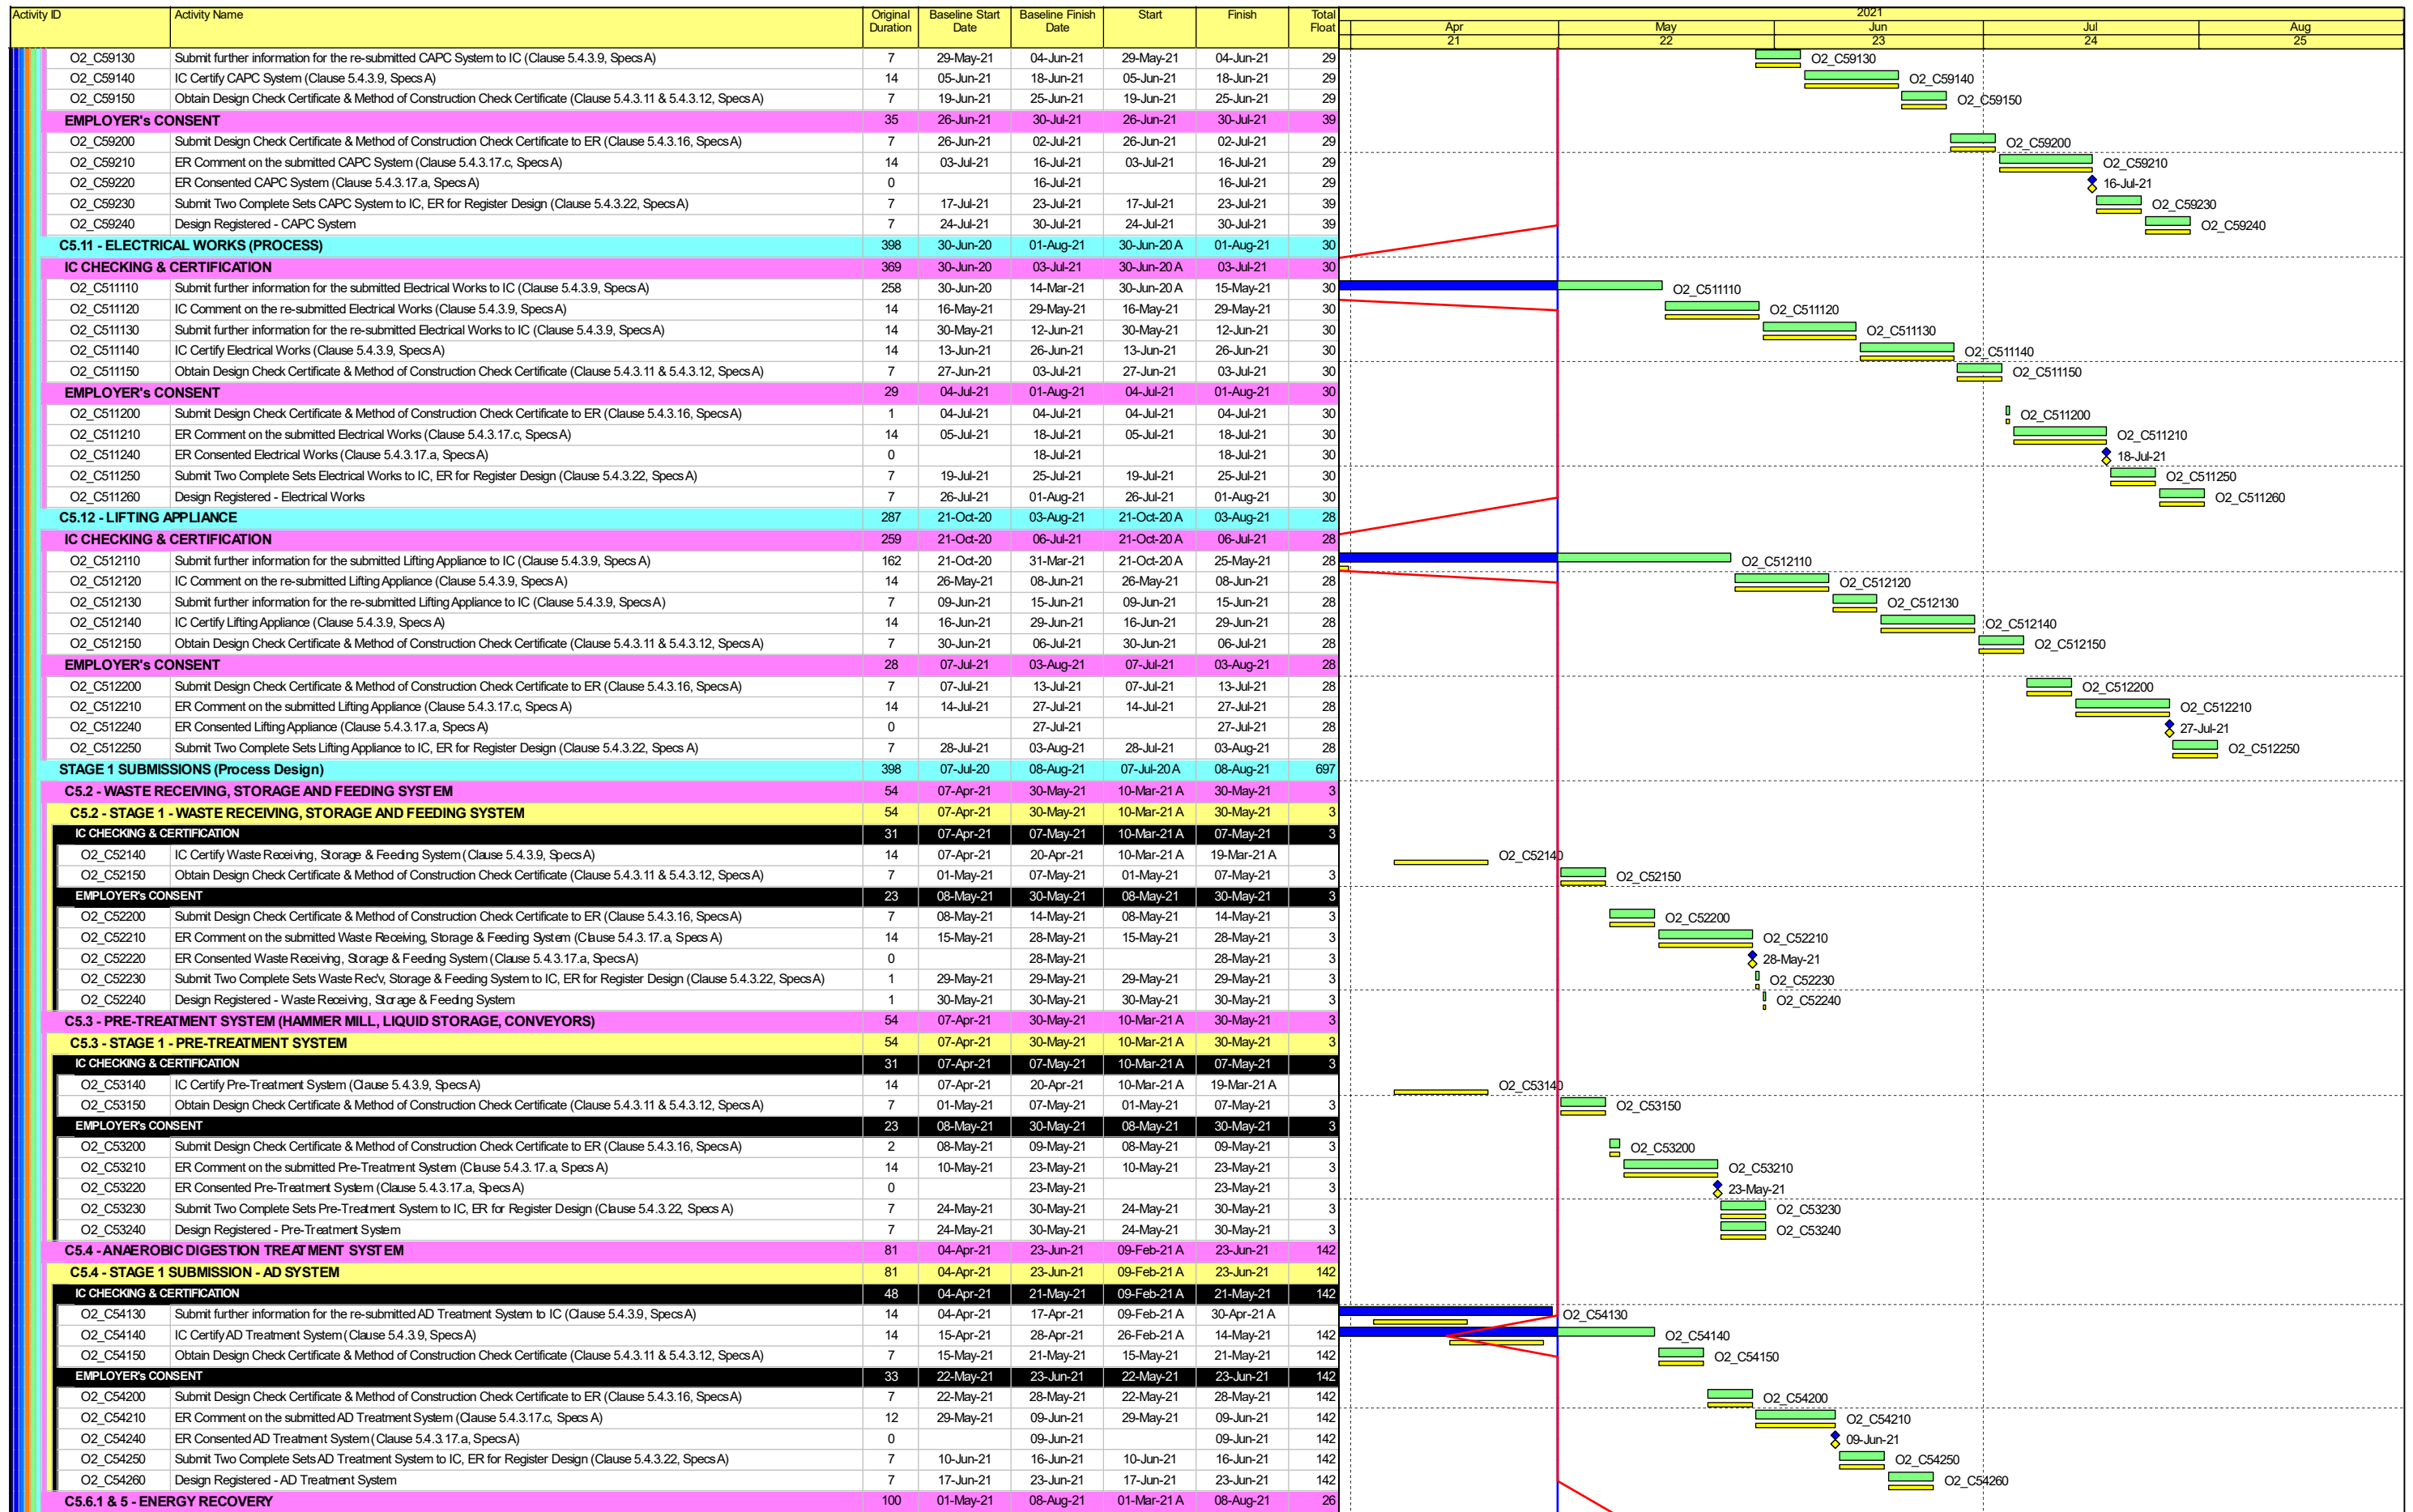 Activity ID Activity Name Original Duration Baseline Start Date Baseline Finish Date Start Finish Total Float 2021
Apr May Jun Jul Aug
21 22 23 24 25
O2_C59130 Submit further information for the re-submitted CAPC System to IC (Clause 5.4.3.9, Specs A) 7 29-May-21 04-Jun-21 29-May-21 04-Jun-21 29 O2_C59130
O2_C59140 IC Certify CAPC System (Clause 5.4.3.9, Specs A) 14 05-Jun-21 18-Jun-21 05-Jun-21 18-Jun-21 29 O2_C59140
O2_C59150 Obtain Design Check Certificate & Method of Construction Check Certificate (Clause 5.4.3.11 & 5.4.3.12, Specs A) 7 19-Jun-21 25-Jun-21 19-Jun-21 25-Jun-21 29 O2_C59150
EMPLOYER's CONSENT 35 26-Jun-21 30-Jul-21 26-Jun-21 30-Jul-21 39
O2_C59200 Submit Design Check Certificate & Method of Construction Check Certificate to ER (Clause 5.4.3.16, Specs A) 7 26-Jun-21 02-Jul-21 26-Jun-21 02-Jul-21 29 O2_C59200
O2_C59210 ER Comment on the submitted CAPC System (Clause 5.4.3.17.c, Specs A) 14 03-Jul-21 16-Jul-21 03-Jul-21 16-Jul-21 29 O2_C59210
O2_C59220 ER Consented CAPC System (Clause 5.4.3.17.a, Specs A) 0 16-Jul-21 16-Jul-21 29 16-Jul-21
O2_C59230 Submit Two Complete Sets CAPC System to IC, ER for Register Design (Clause 5.4.3.22, Specs A) 7 17-Jul-21 23-Jul-21 17-Jul-21 23-Jul-21 39 O2_C59230
O2_C59240 Design Registered - CAPC System 7 24-Jul-21 30-Jul-21 24-Jul-21 30-Jul-21 39 O2_C59240
C5.11 - ELECTRICAL WORKS (PROCESS) 398 30-Jun-20 01-Aug-21 30-Jun-20 A 01-Aug-21 30
IC CHECKING & CERTIFICATION 369 30-Jun-20 03-Jul-21 30-Jun-20 A 03-Jul-21 30
O2_C511110 Submit further information for the submitted Electrical Works to IC (Clause 5.4.3.9, Specs A) 258 30-Jun-20 14-Mar-21 30-Jun-20 A 15-May-21 30 O2_C511110
O2_C511120 IC Comment on the re-submitted Electrical Works (Clause 5.4.3.9, Specs A) 14 16-May-21 29-May-21 16-May-21 29-May-21 30 O2_C511120
O2_C511130 Submit further information for the re-submitted Electrical Works to IC (Clause 5.4.3.9, Specs A) 14 30-May-21 12-Jun-21 30-May-21 12-Jun-21 30 O2_C511130
O2_C511140 IC Certify Electrical Works (Clause 5.4.3.9, Specs A) 14 13-Jun-21 26-Jun-21 13-Jun-21 26-Jun-21 30 O2_C511140
O2_C511150 Obtain Design Check Certificate & Method of Construction Check Certificate (Clause 5.4.3.11 & 5.4.3.12, Specs A) 7 27-Jun-21 03-Jul-21 27-Jun-21 03-Jul-21 30 O2_C511150
EMPLOYER's CONSENT 29 04-Jul-21 01-Aug-21 04-Jul-21 01-Aug-21 30
O2_C511200 Submit Design Check Certificate & Method of Construction Check Certificate to ER (Clause 5.4.3.16, Specs A) 1 04-Jul-21 04-Jul-21 04-Jul-21 04-Jul-21 30 O2_C511200
O2_C511210 ER Comment on the submitted Electrical Works (Clause 5.4.3.17.c, Specs A) 14 05-Jul-21 18-Jul-21 05-Jul-21 18-Jul-21 30 O2_C511210
O2_C511240 ER Consented Electrical Works (Clause 5.4.3.17.a, Specs A) 0 18-Jul-21 18-Jul-21 30 18-Jul-21
O2_C511250 Submit Two Complete Sets Electrical Works to IC, ER for Register Design (Clause 5.4.3.22, Specs A) 7 19-Jul-21 25-Jul-21 19-Jul-21 25-Jul-21 30 O2_C511250
O2_C511260 Design Registered - Electrical Works 7 26-Jul-21 01-Aug-21 26-Jul-21 01-Aug-21 30 O2_C511260
C5.12 - LIFTING APPLIANCE 287 21-Oct-20 03-Aug-21 21-Oct-20 A 03-Aug-21 28
IC CHECKING & CERTIFICATION 259 21-Oct-20 06-Jul-21 21-Oct-20 A 06-Jul-21 28
O2_C512110 Submit further information for the submitted Lifting Appliance to IC (Clause 5.4.3.9, Specs A) 162 21-Oct-20 31-Mar-21 21-Oct-20 A 25-May-21 28 O2_C512110
O2_C512120 IC Comment on the re-submitted Lifting Appliance (Clause 5.4.3.9, Specs A) 14 26-May-21 08-Jun-21 26-May-21 08-Jun-21 28 O2_C512120
O2_C512130 Submit further information for the re-submitted Lifting Appliance to IC (Clause 5.4.3.9, Specs A) 7 09-Jun-21 15-Jun-21 09-Jun-21 15-Jun-21 28 O2_C512130
O2_C512140 IC Certify Lifting Appliance (Clause 5.4.3.9, Specs A) 14 16-Jun-21 29-Jun-21 16-Jun-21 29-Jun-21 28 O2_C512140
O2_C512150 Obtain Design Check Certificate & Method of Construction Check Certificate (Clause 5.4.3.11 & 5.4.3.12, Specs A) 7 30-Jun-21 06-Jul-21 30-Jun-21 06-Jul-21 28 O2_C512150
EMPLOYER's CONSENT 28 07-Jul-21 03-Aug-21 07-Jul-21 03-Aug-21 28
O2_C512200 Submit Design Check Certificate & Method of Construction Check Certificate to ER (Clause 5.4.3.16, Specs A) 7 07-Jul-21 13-Jul-21 07-Jul-21 13-Jul-21 28 O2_C512200
O2_C512210 ER Comment on the submitted Lifting Appliance (Clause 5.4.3.17.c, Specs A) 14 14-Jul-21 27-Jul-21 14-Jul-21 27-Jul-21 28 O2_C512210
O2_C512240 ER Consented Lifting Appliance (Clause 5.4.3.17.a, Specs A) 0 27-Jul-21 27-Jul-21 28 27-Jul-21
O2_C512250 Submit Two Complete Sets Lifting Appliance to IC, ER for Register Design (Clause 5.4.3.22, Specs A) 7 28-Jul-21 03-Aug-21 28-Jul-21 03-Aug-21 28 O2_C512250
STAGE 1 SUBMISSIONS (Process Design) 398 07-Jul-20 08-Aug-21 07-Jul-20 A 08-Aug-21 697
C5.2 - WASTE RECEIVING, STORAGE AND FEEDING SYSTEM 54 07-Apr-21 30-May-21 10-Mar-21 A 30-May-21 3
C5.2 - STAGE 1 - WASTE RECEIVING, STORAGE AND FEEDING SYSTEM 54 07-Apr-21 30-May-21 10-Mar-21 A 30-May-21 3
IC CHECKING & CERTIFICATION 31 07-Apr-21 07-May-21 10-Mar-21 A 07-May-21 3
O2_C52140 IC Certify Waste Receiving, Storage & Feeding System (Clause 5.4.3.9, Specs A) 14 07-Apr-21 20-Apr-21 10-Mar-21 A 19-Mar-21 A O2_C52140
O2_C52150 Obtain Design Check Certificate & Method of Construction Check Certificate (Clause 5.4.3.11 & 5.4.3.12, Specs A) 7 01-May-21 07-May-21 01-May-21 07-May-21 3 O2_C52150
EMPLOYER's CONSENT 23 08-May-21 30-May-21 08-May-21 30-May-21 3
O2_C52200 Submit Design Check Certificate & Method of Construction Check Certificate to ER (Clause 5.4.3.16, Specs A) 7 08-May-21 14-May-21 08-May-21 14-May-21 3 O2_C52200
O2_C52210 ER Comment on the submitted Waste Receiving, Storage & Feeding System (Clause 5.4.3.17.a, Specs A) 14 15-May-21 28-May-21 15-May-21 28-May-21 3 O2_C52210
O2_C52220 ER Consented Waste Receiving, Storage & Feeding System (Clause 5.4.3.17.a, Specs A) 0 28-May-21 28-May-21 3 28-May-21
O2_C52230 Submit Two Complete Sets Waste Rec'v, Storage & Feeding System to IC, ER for Register Design (Clause 5.4.3.22, Specs A) 1 29-May-21 29-May-21 29-May-21 29-May-21 3 O2_C52230
O2_C52240 Design Registered - Waste Receiving, Storage & Feeding System 1 30-May-21 30-May-21 30-May-21 30-May-21 3 O2_C52240
C5.3 - PRE-TREATMENT SYSTEM (HAMMER MILL, LIQUID STORAGE, CONVEYORS) 54 07-Apr-21 30-May-21 10-Mar-21 A 30-May-21 3
C5.3 - STAGE 1 - PRE-TREATMENT SYSTEM 54 07-Apr-21 30-May-21 10-Mar-21 A 30-May-21 3
IC CHECKING & CERTIFICATION 31 07-Apr-21 07-May-21 10-Mar-21 A 07-May-21 3
O2_C53140 IC Certify Pre-Treatment System (Clause 5.4.3.9, Specs A) 14 07-Apr-21 20-Apr-21 10-Mar-21 A 19-Mar-21 A O2_C53140
O2_C53150 Obtain Design Check Certificate & Method of Construction Check Certificate (Clause 5.4.3.11 & 5.4.3.12, Specs A) 7 01-May-21 07-May-21 01-May-21 07-May-21 3 O2_C53150
EMPLOYER's CONSENT 23 08-May-21 30-May-21 08-May-21 30-May-21 3
O2_C53200 Submit Design Check Certificate & Method of Construction Check Certificate to ER (Clause 5.4.3.16, Specs A) 2 08-May-21 09-May-21 08-May-21 09-May-21 3 O2_C53200
O2_C53210 ER Comment on the submitted Pre-Treatment System (Clause 5.4.3.17.a, Specs A) 14 10-May-21 23-May-21 10-May-21 23-May-21 3 O2_C53210
O2_C53220 ER Consented Pre-Treatment System (Clause 5.4.3.17.a, Specs A) 0 23-May-21 23-May-21 3 23-May-21
O2_C53230 Submit Two Complete Sets Pre-Treatment System to IC, ER for Register Design (Clause 5.4.3.22, Specs A) 7 24-May-21 30-May-21 24-May-21 30-May-21 3 O2_C53230
O2_C53240 Design Registered - Pre-Treatment System 7 24-May-21 30-May-21 24-May-21 30-May-21 3 O2_C53240
C5.4 - ANAEROBIC DIGESTION TREATMENT SYSTEM 81 04-Apr-21 23-Jun-21 09-Feb-21 A 23-Jun-21 142
C5.4 - STAGE 1 SUBMISSION - AD SYSTEM 81 04-Apr-21 23-Jun-21 09-Feb-21 A 23-Jun-21 142
IC CHECKING & CERTIFICATION 48 04-Apr-21 21-May-21 09-Feb-21 A 21-May-21 142
O2_C54130 Submit further information for the re-submitted AD Treatment System to IC (Clause 5.4.3.9, Specs A) 14 04-Apr-21 17-Apr-21 09-Feb-21 A 30-Apr-21 A O2_C54130
O2_C54140 IC Certify AD Treatment System (Clause 5.4.3.9, Specs A) 14 15-Apr-21 28-Apr-21 26-Feb-21 A 14-May-21 142 O2_C54140
O2_C54150 Obtain Design Check Certificate & Method of Construction Check Certificate (Clause 5.4.3.11 & 5.4.3.12, Specs A) 7 15-May-21 21-May-21 15-May-21 21-May-21 142 O2_C54150
EMPLOYER's CONSENT 33 22-May-21 23-Jun-21 22-May-21 23-Jun-21 142
O2_C54200 Submit Design Check Certificate & Method of Construction Check Certificate to ER (Clause 5.4.3.16, Specs A) 7 22-May-21 28-May-21 22-May-21 28-May-21 142 O2_C54200
O2_C54210 ER Comment on the submitted AD Treatment System (Clause 5.4.3.17.c, Specs A) 12 29-May-21 09-Jun-21 29-May-21 09-Jun-21 142 O2_C54210
O2_C54240 ER Consented AD Treatment System (Clause 5.4.3.17.a, Specs A) 0 09-Jun-21 09-Jun-21 142 09-Jun-21
O2_C54250 Submit Two Complete Sets AD Treatment System to IC, ER for Register Design (Clause 5.4.3.22, Specs A) 7 10-Jun-21 16-Jun-21 10-Jun-21 16-Jun-21 142 O2_C54250
O2_C54260 Design Registered - AD Treatment System 7 17-Jun-21 23-Jun-21 17-Jun-21 23-Jun-21 142 O2_C54260
C5.6.1 & 5 - ENERGY RECOVERY 100 01-May-21 08-Aug-21 01-Mar-21 A 08-Aug-21 26